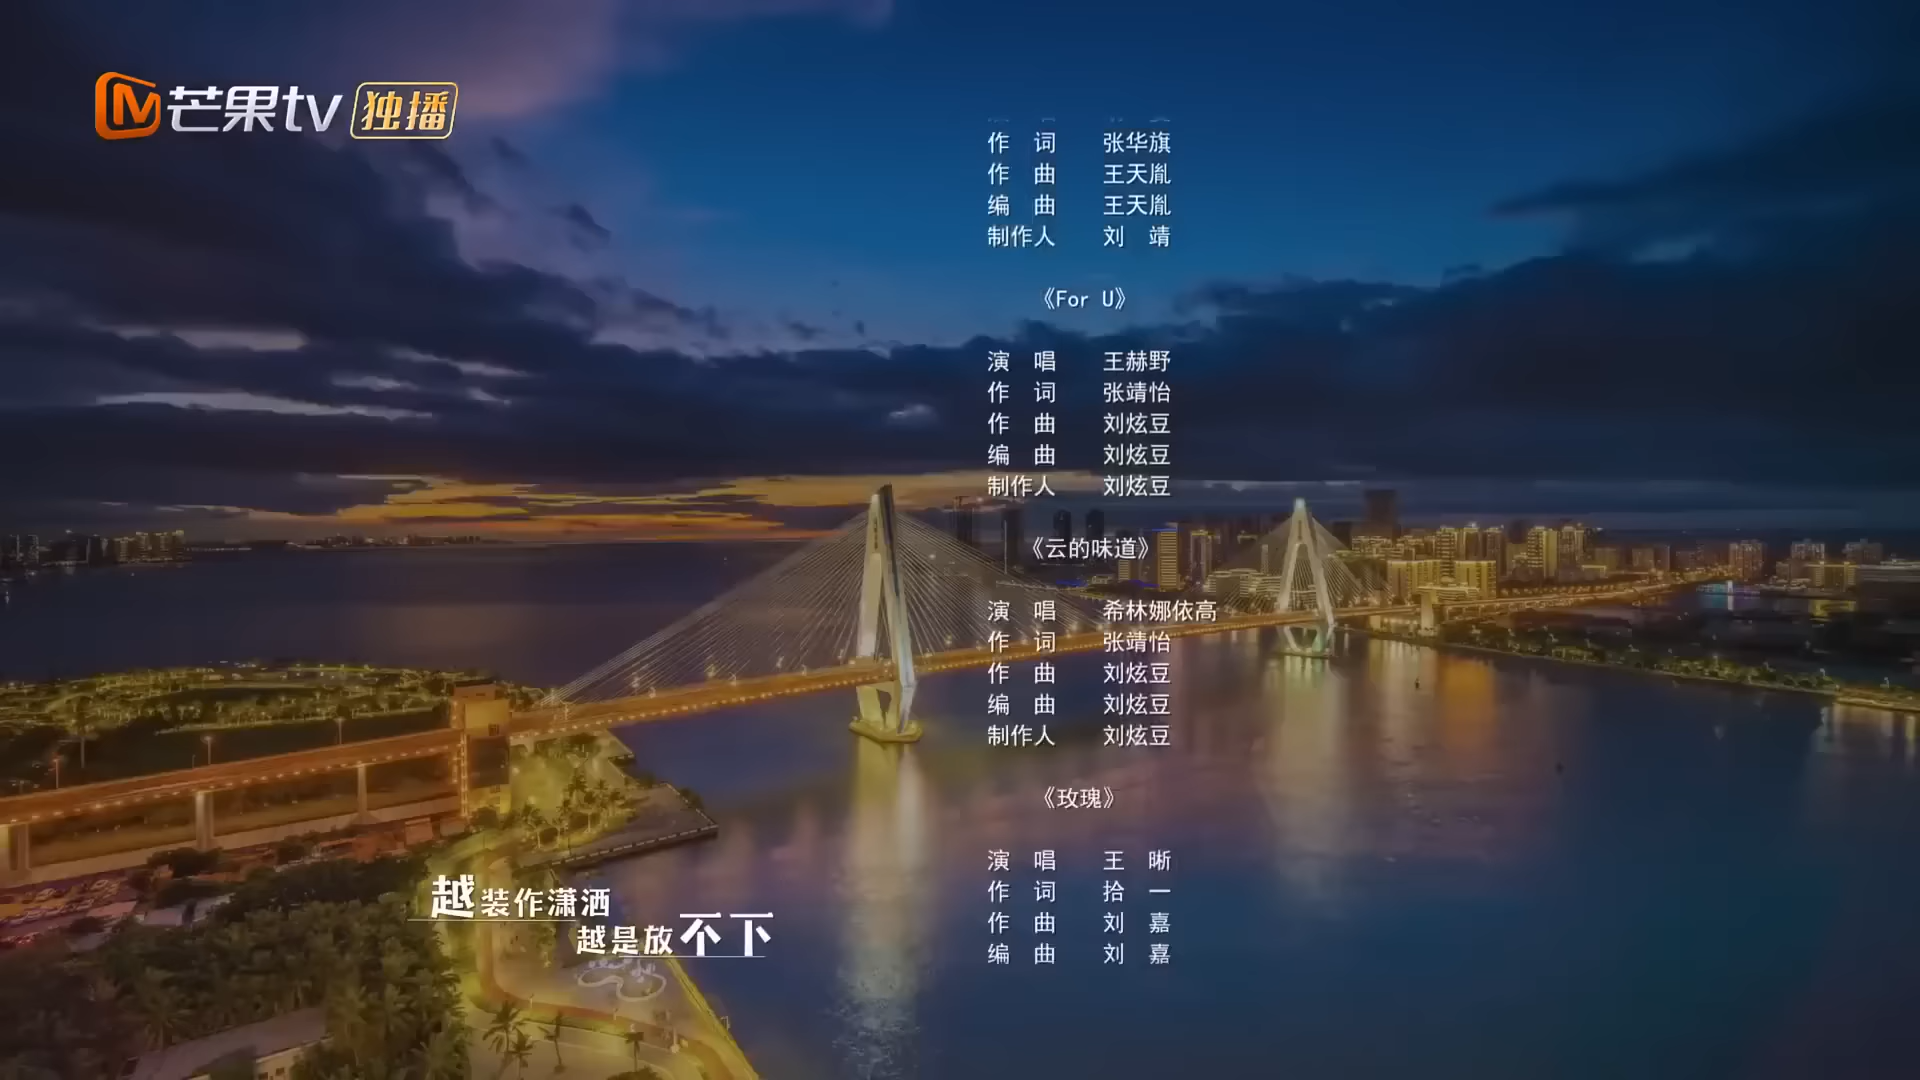 芒果tv 独播
作 词 张华旗
作 曲 王天胤
编 曲 王天胤
制作人 刘 靖
《For U》
演 唱 王赫野
作 词 张靖怡
作 曲 刘炫豆
编 曲 刘炫豆
制作人 刘炫豆
《云的味道》
演 唱 希林娜依高
作 词 张靖怡
作 曲 刘炫豆
编 曲 刘炫豆
制作人 刘炫豆
《玫瑰》
演 唱 王 晰
作 词 拾 一
作 曲 刘 嘉
编 曲 刘 嘉
越装作潇洒
越是放不下